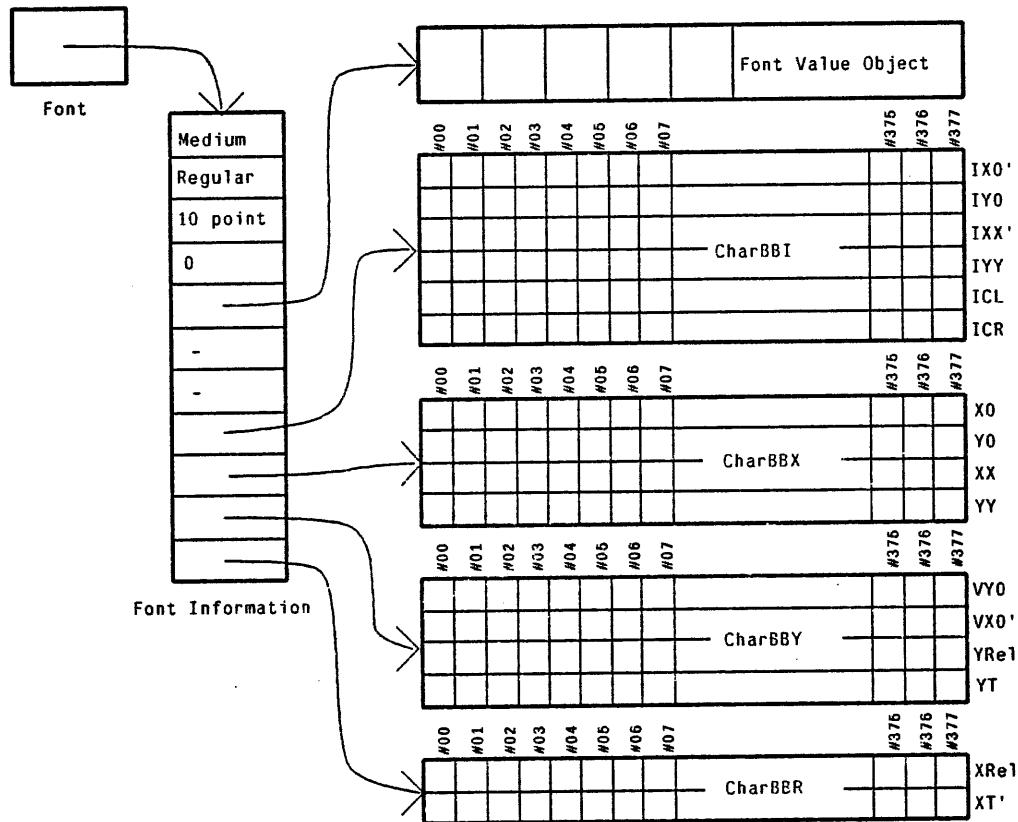 Font
Medium
Regular
10 point
0
-
-
Font Information
Font Value Object
#00 #01 #02 #03 #04 #05 #06 #07 #375 #376 #377
IX0'
IY0
IXX'
CharBBI
IYY
ICL
ICR
#00 #01 #02 #03 #04 #05 #06 #07 #375 #376 #377
X0
Y0
CharBBX
XX
YY
#00 #01 #02 #03 #04 #05 #06 #07 #375 #376 #377
VY0
VX0'
CharBBY
YRel
YT
#00 #01 #02 #03 #04 #05 #06 #07 #375 #376 #377
XRel
CharBBR
XT'